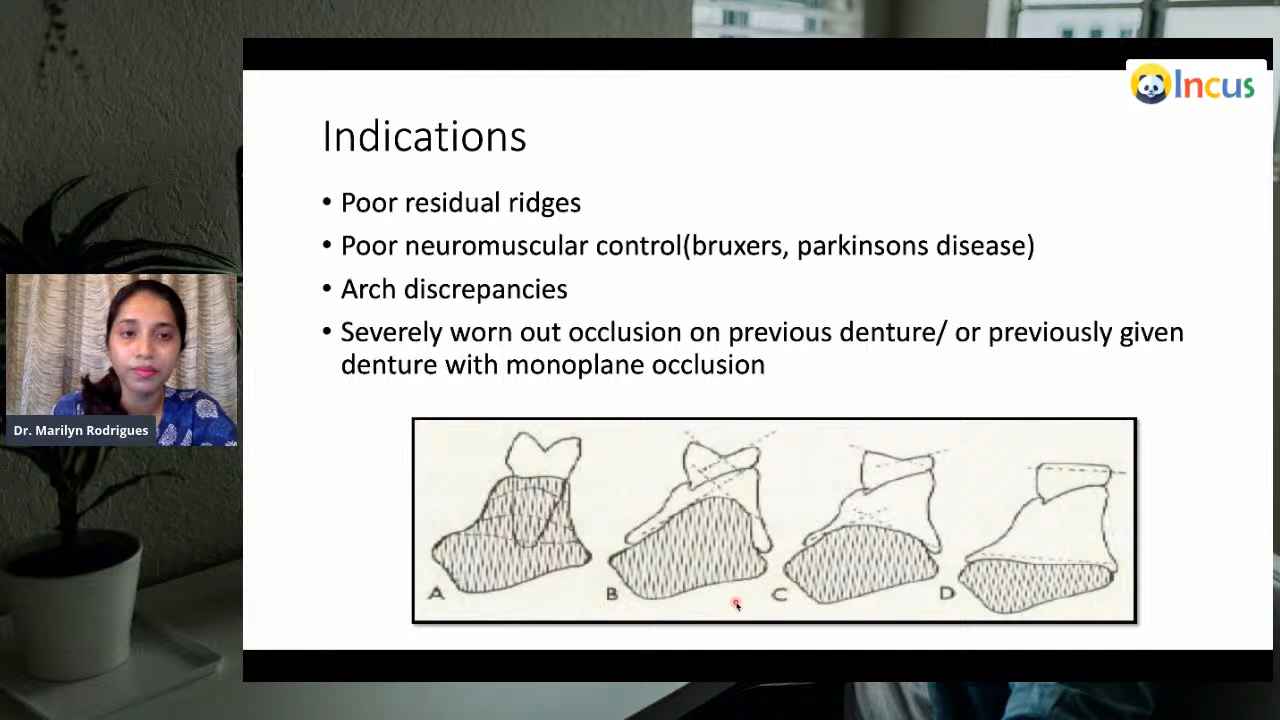 Incus
Indications
• Poor residual ridges
• Poor neuromuscular control(bruxers, parkinsons disease)
• Arch discrepancies
• Severely worn out occlusion on previous denture/ or previously given
denture with monoplane occlusion
Dr. Marilyn Rodrigues
A B C D